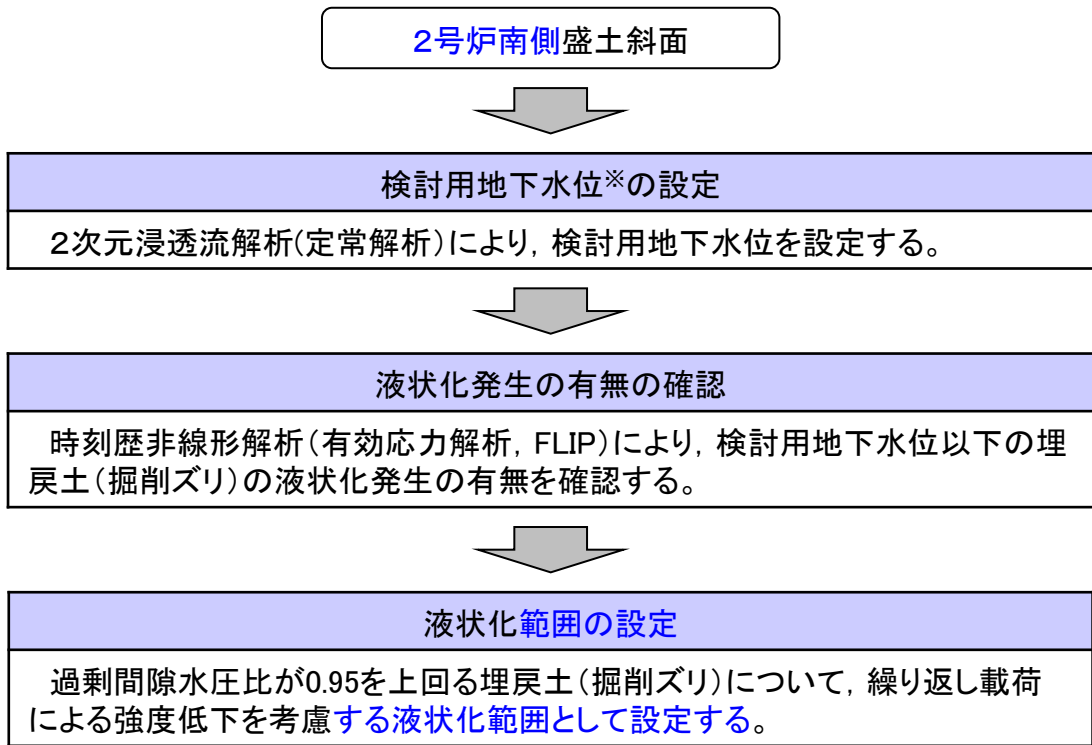 ２号炉南側盛土斜面
検討用地下水位※の設定
２次元浸透流解析(定常解析)により，検討用地下水位を設定する。
液状化発生の有無の確認
時刻歴非線形解析（有効応力解析，FLIP）により，検討用地下水位以下の埋
戻土（掘削ズリ）の液状化発生の有無を確認する。
液状化範囲の設定
過剰間隙水圧比が0.95を上回る埋戻土（掘削ズリ）について，繰り返し載荷
による強度低下を考慮する液状化範囲として設定する。